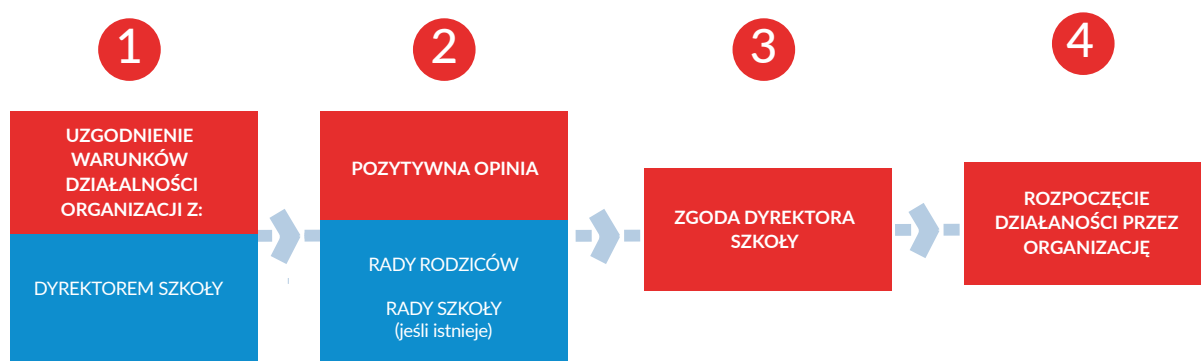 1
UZGODNIENIE
WARUNKÓW
DZIAŁALNOŚCI
ORGANIZACJI Z:
DYREKTOREM SZKOŁY
2
POZYTYWNA OPINIA
RADY RODZICÓW
RADY SZKOŁY
(jeśli istnieje)
3
ZGODA DYREKTORA
SZKOŁY
4
ROZPOCZĘCIE
DZIAŁANOŚCI PRZEZ
ORGANIZACJĘ